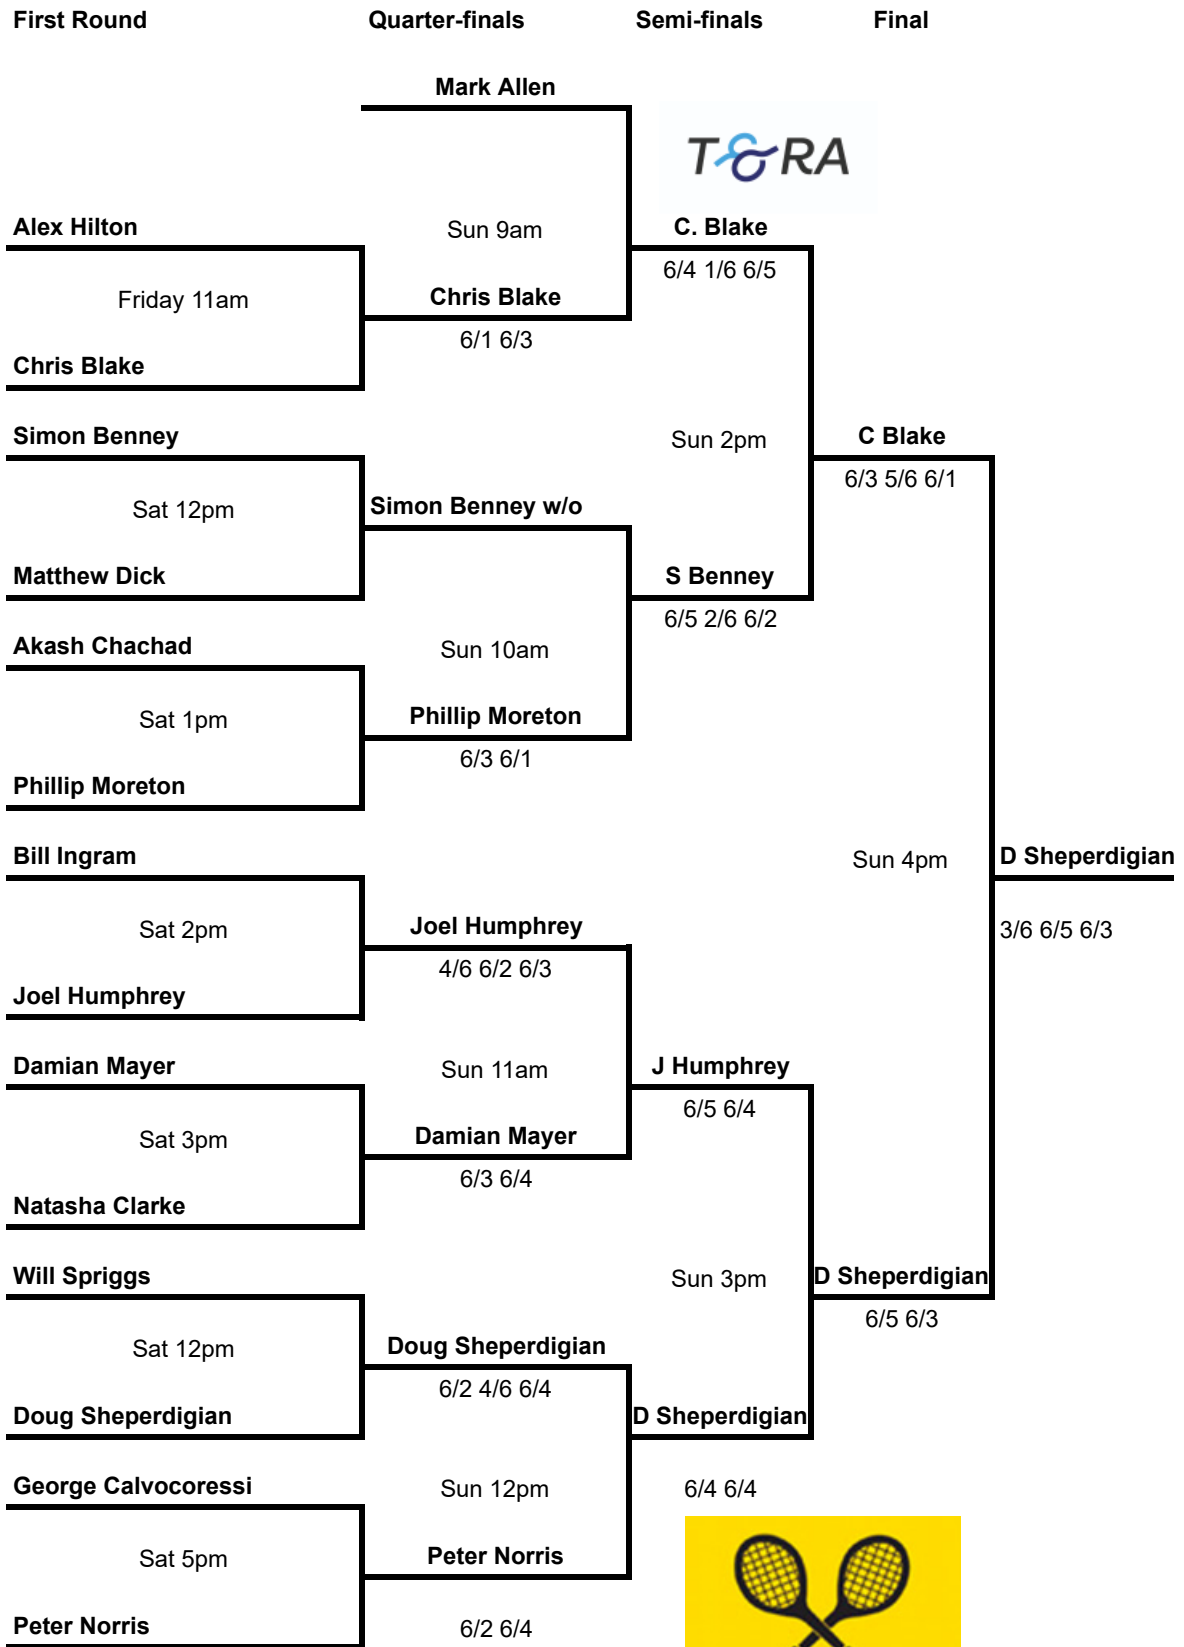 First Round Quarter-finals Semi-finals Final
Mark Allen
T&RA
Alex Hilton Sun 9am C. Blake
6/4 1/6 6/5
Friday 11am Chris Blake
6/1 6/3
Chris Blake
Simon Benney Sun 2pm C Blake
6/3 5/6 6/1
Sat 12pm Simon Benney w/o
Matthew Dick S Benney
6/5 2/6 6/2
Akash Chachad Sun 10am
Sat 1pm Phillip Moreton
6/3 6/1
Phillip Moreton
Bill Ingram Sun 4pm D Sheperdigian
Sat 2pm Joel Humphrey 3/6 6/5 6/3
4/6 6/2 6/3
Joel Humphrey
Damian Mayer Sun 11am J Humphrey
6/5 6/4
Sat 3pm Damian Mayer
6/3 6/4
Natasha Clarke
Will Spriggs Sun 3pm D Sheperdigian
6/5 6/3
Sat 12pm Doug Sheperdigian
6/2 4/6 6/4
Doug Sheperdigian D Sheperdigian
George Calvocoressi Sun 12pm 6/4 6/4
Sat 5pm Peter Norris
Peter Norris 6/2 6/4